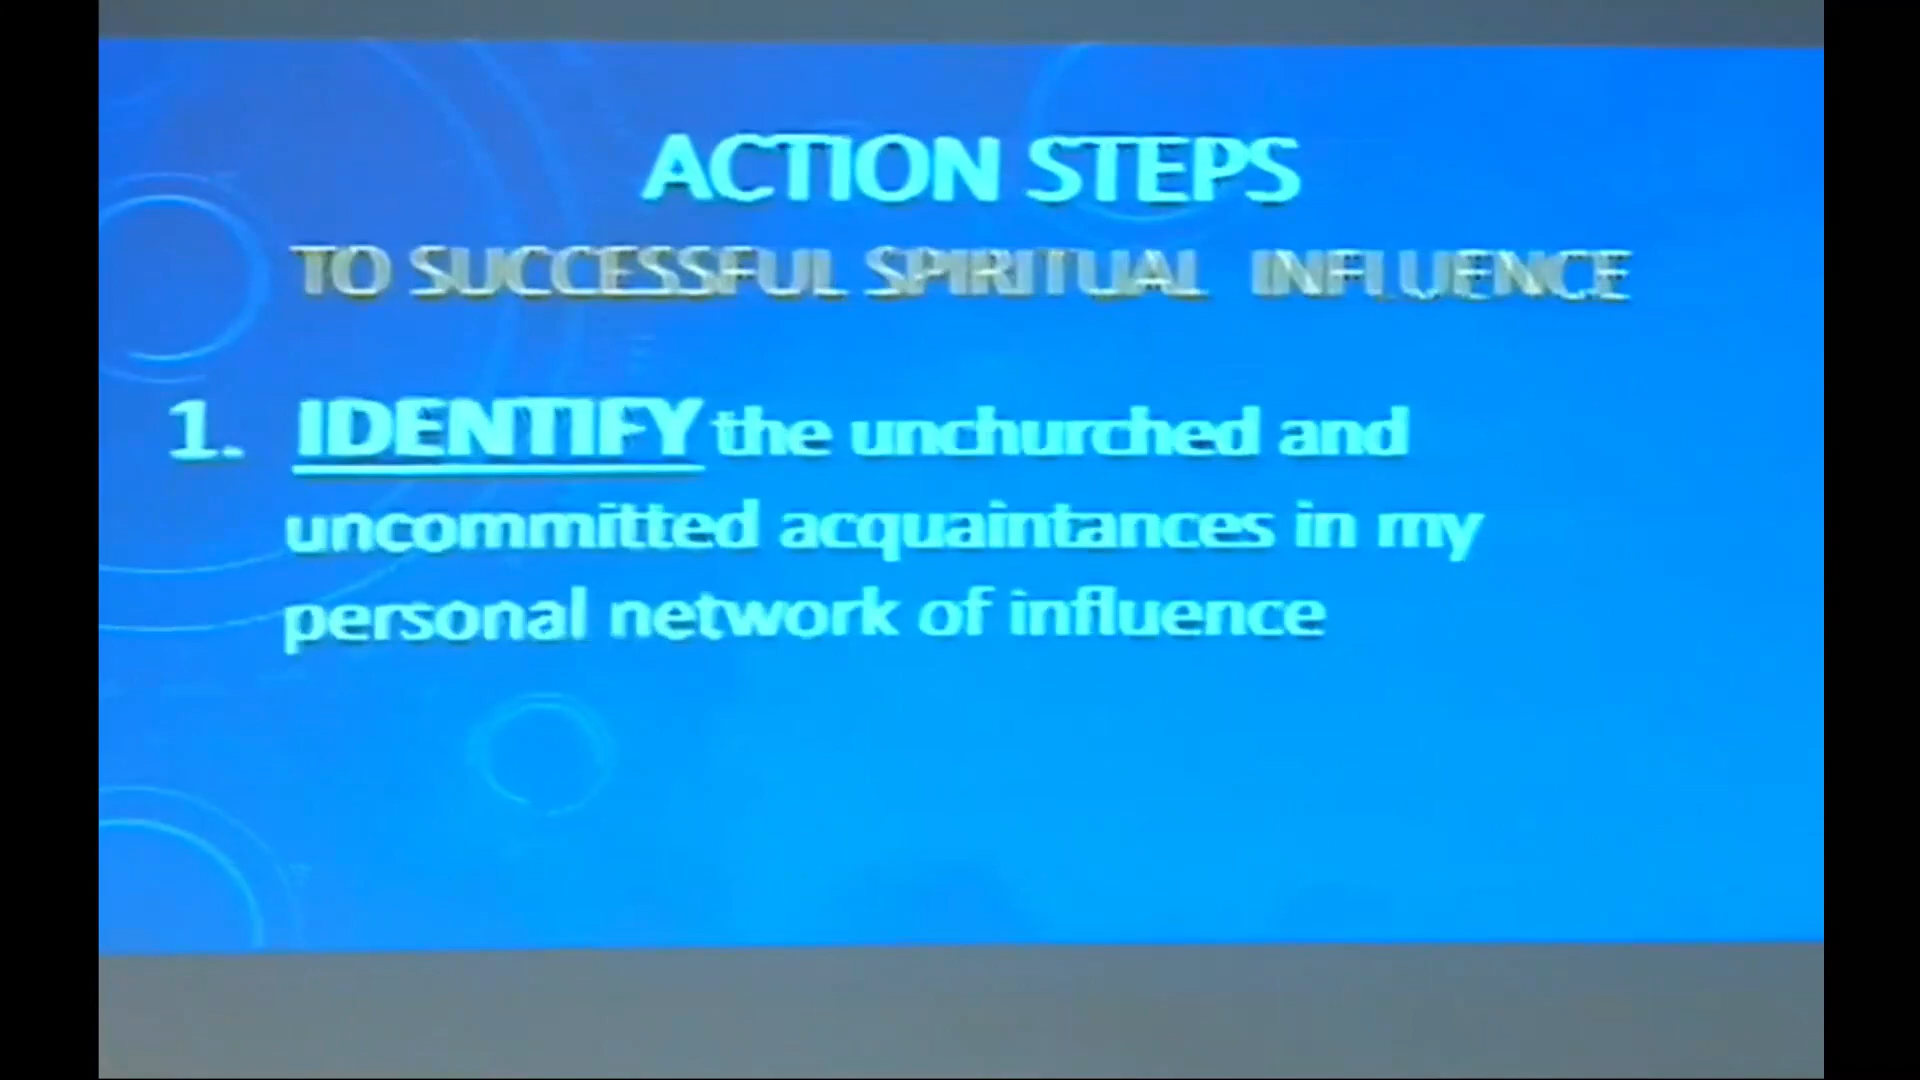 ACTION STEPS
TO SUCCESSFUL SPIRITUAL INFLUENCE
1. IDENTIFY the unchurched and
uncommitted acquaintances in my
personal network of influence